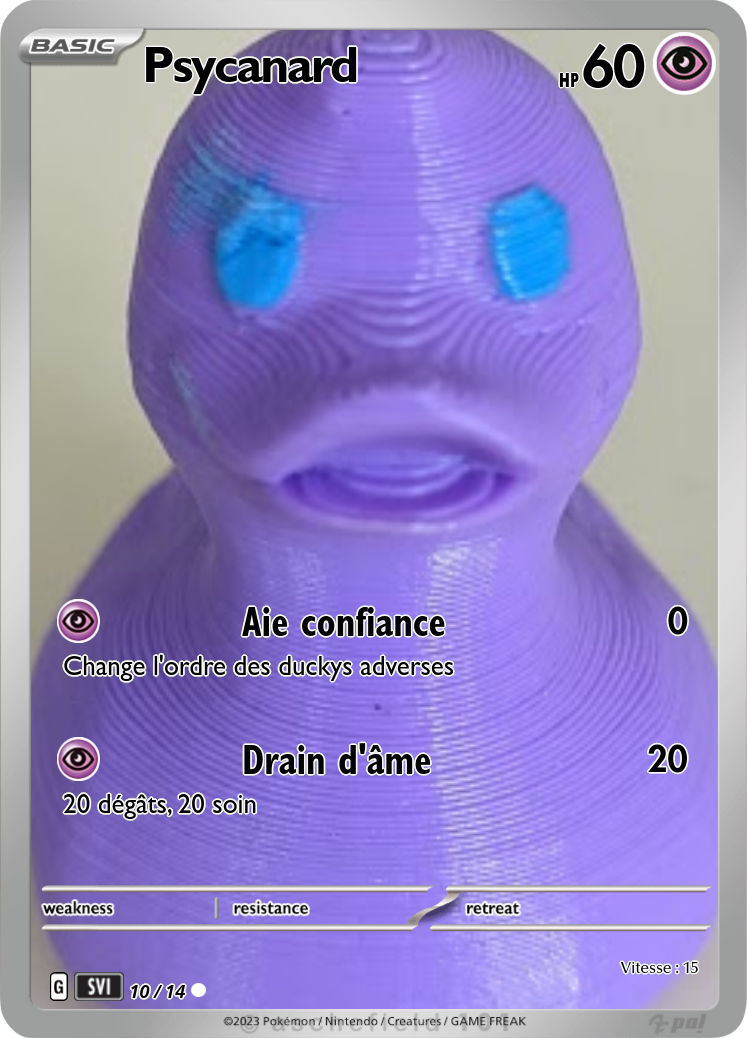 BASIC
Psycanard
HP 60
Aie confiance 0
Change l'ordre des duckys adverses
Drain d'âme 20
20 dégâts, 20 soin
weakness resistance retreat
Vitesse : 15
G SVI 10 / 14
©2023 Pokémon / Nintendo / Creatures / GAME FREAK